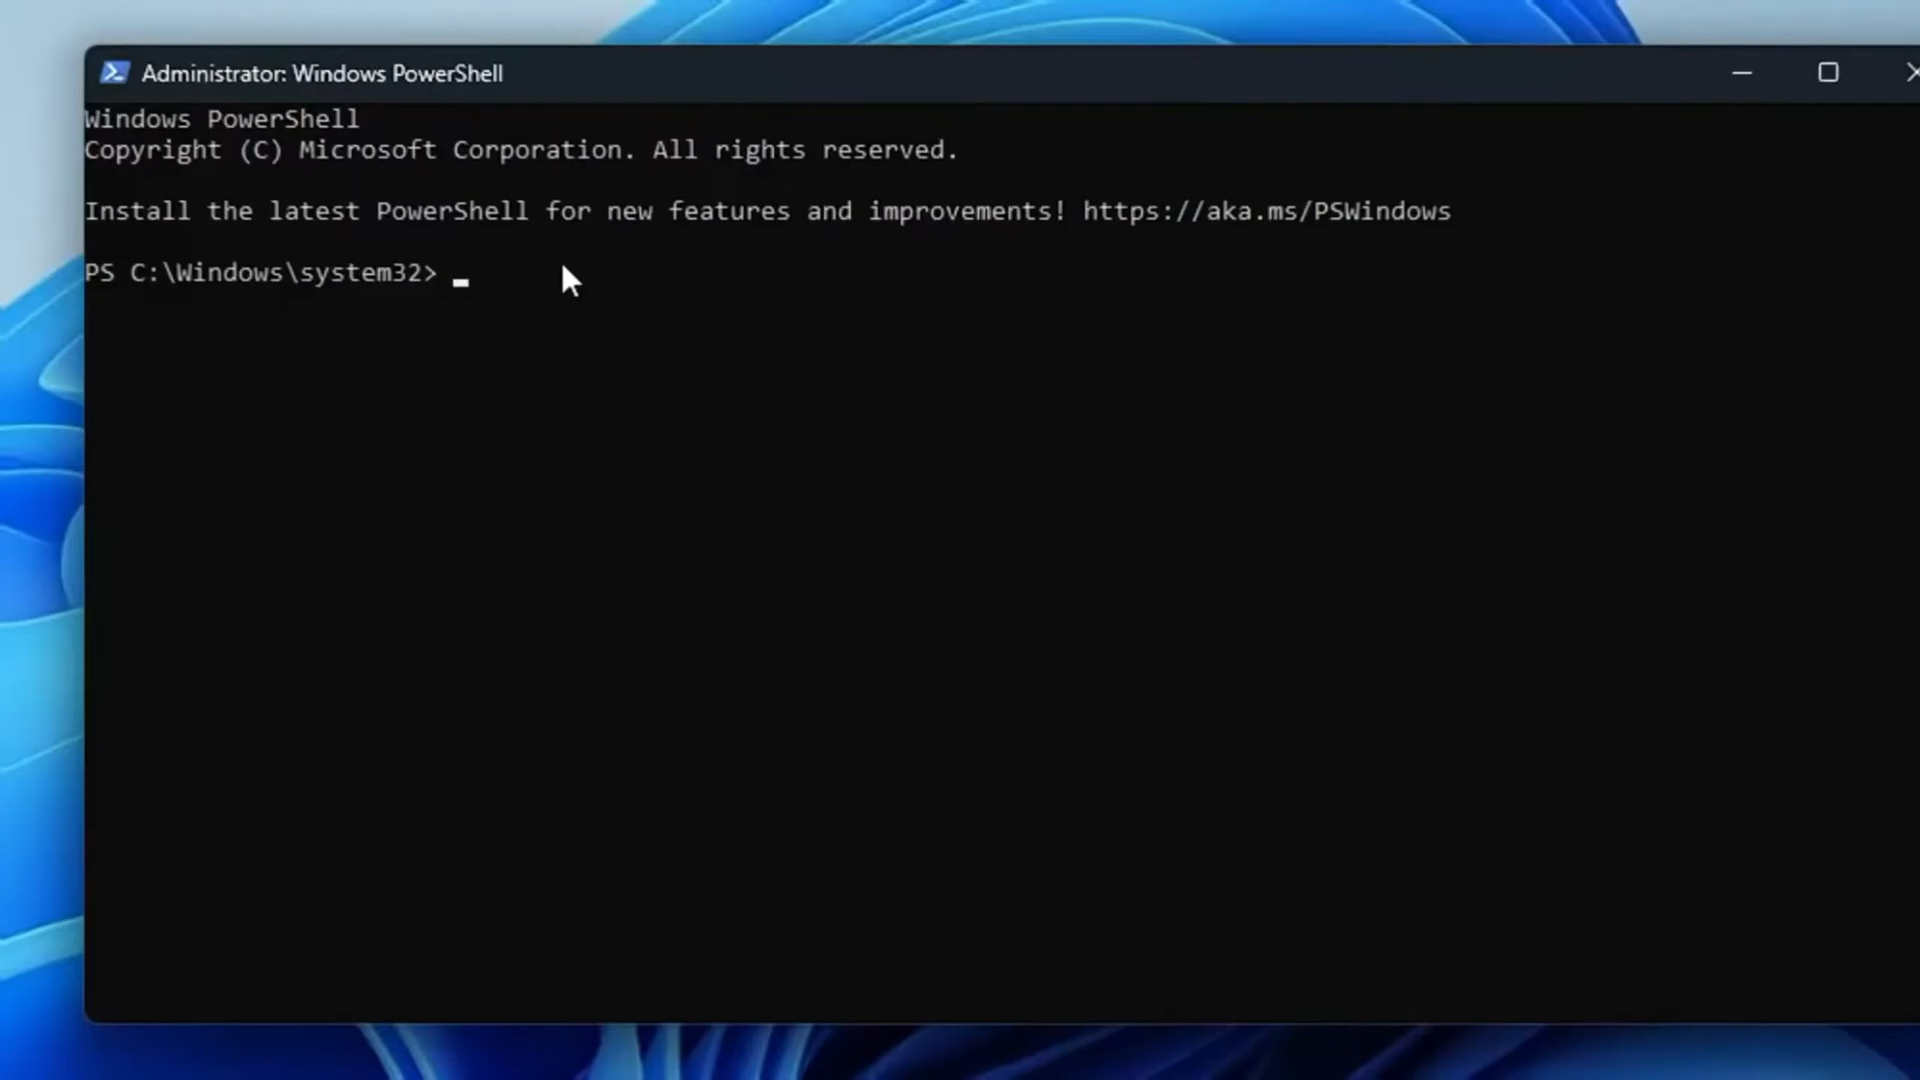 Administrator: Windows PowerShell
Windows PowerShell
Copyright (C) Microsoft Corporation. All rights reserved.
Install the latest PowerShell for new features and improvements! https://aka.ms/PSWindows
PS C:\Windows\system32>